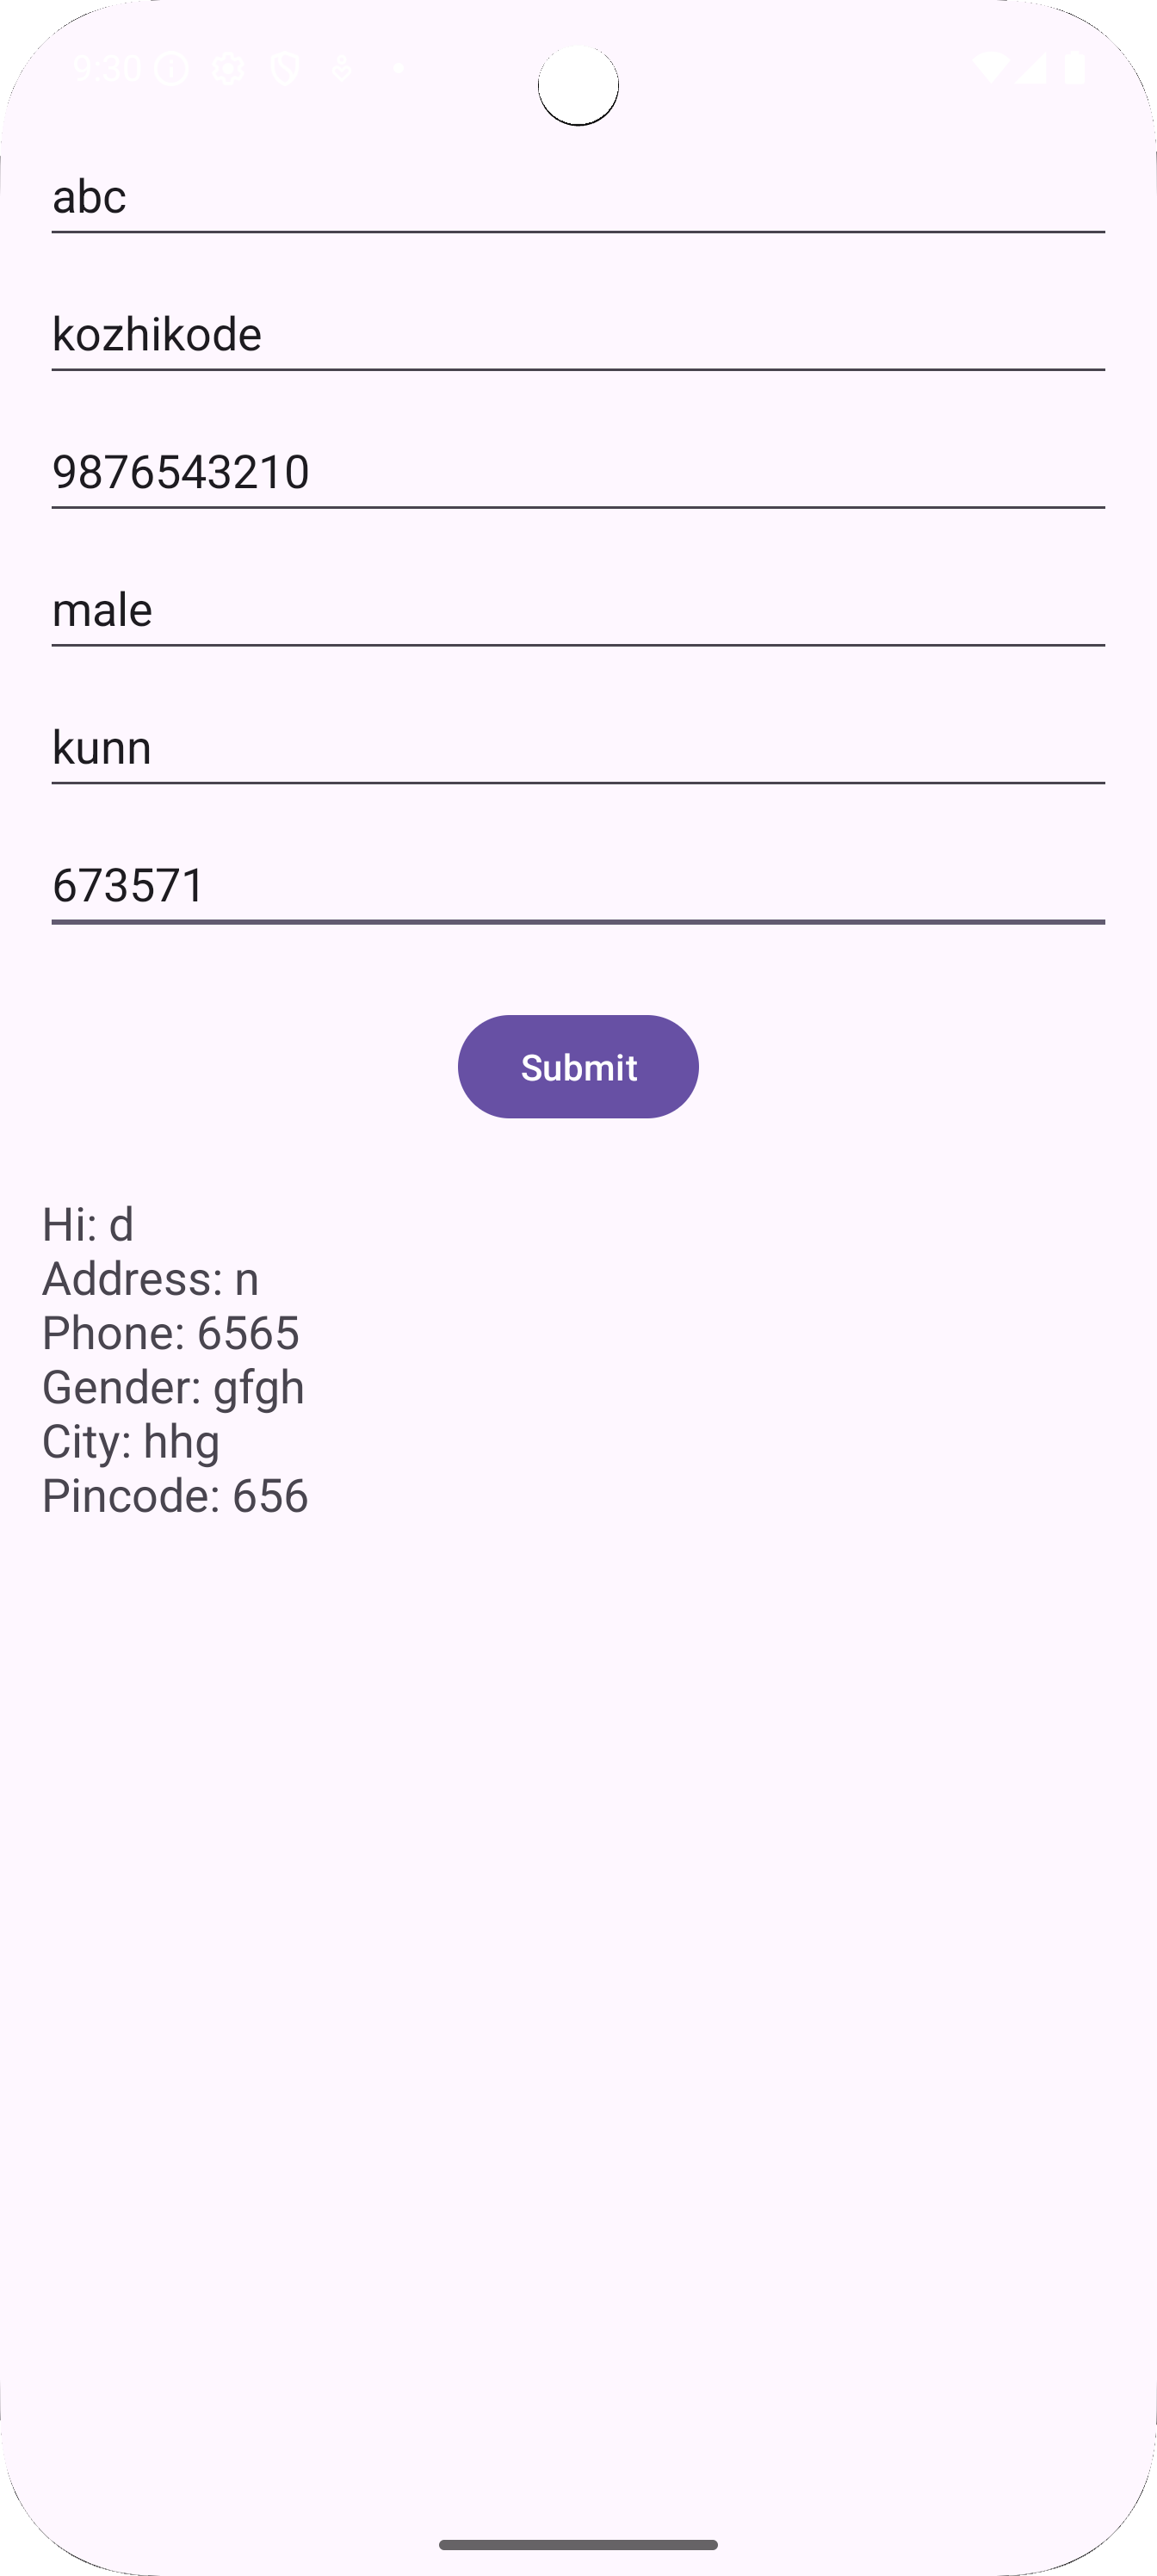 9:30
abc
kozhikode
9876543210
male
kunn
673571
Submit
Hi: d
Address: n
Phone: 6565
Gender: gfgh
City: hhg
Pincode: 656